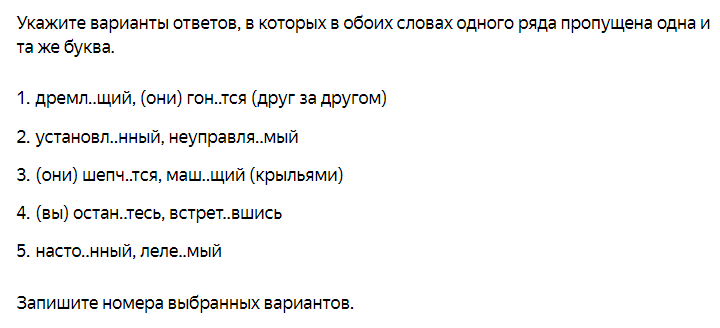 Укажите варианты ответов, в которых в обоих словах одного ряда пропущена одна и
та же буква.
1. дремл..щий, (они) гон..тся (друг за другом)
2. установл..нный, неуправля..мый
3. (они) шепч..тся, маш..щий (крыльями)
4. (вы) остан..тесь, встрет..вшись
5. насто..нный, леле..мый
Запишите номера выбранных вариантов.